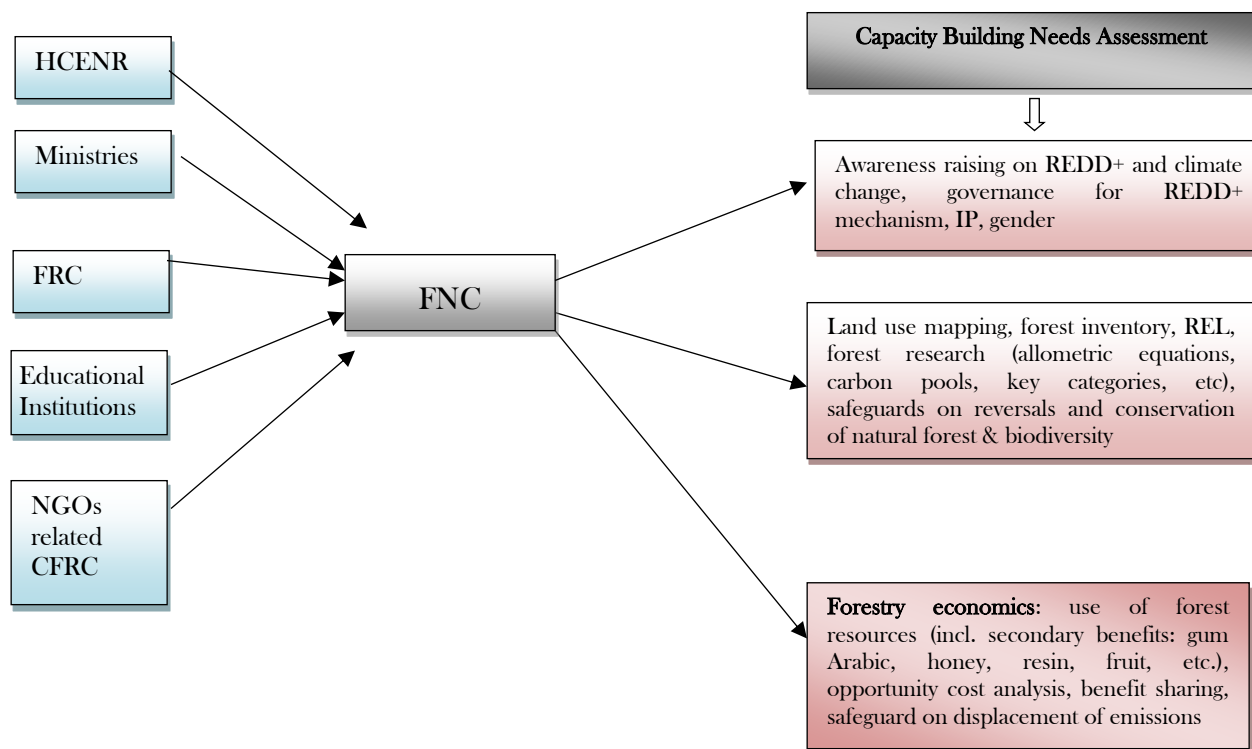 HCENR
Ministries
FRC
Educational
Institutions
NGOs
related
CFRC
FNC
Capacity Building Needs Assessment
Awareness raising on REDD+ and climate
change, governance for REDD+
mechanism, IP, gender
Land use mapping, forest inventory, REL,
forest research (allometric equations,
carbon pools, key categories, etc),
safeguards on reversals and conservation
of natural forest & biodiversity
Forestry economics: use of forest
resources (incl. secondary benefits: gum
Arabic, honey, resin, fruit, etc.),
opportunity cost analysis, benefit sharing,
safeguard on displacement of emissions